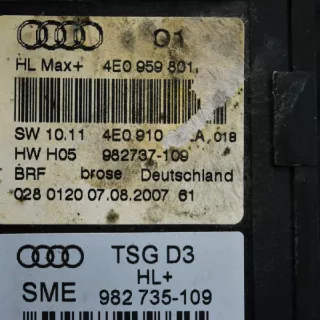 01
HL Max+ 4E0 959 801
SW 10.11 4E0.910 A,018
HW H05 982737-109
BRF brose Deutschland
028 0120 07.08.2007 61
TSG D3
HL+
SME 982 735-109